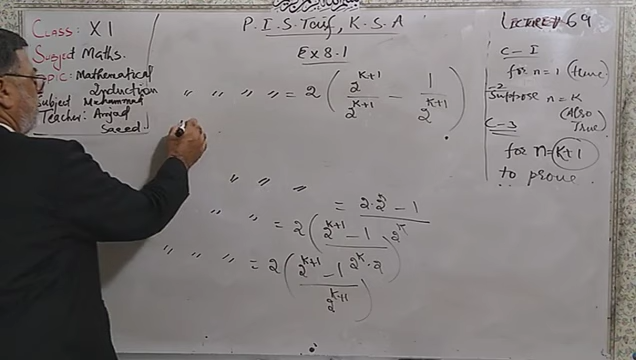 P.I.S. Taif, K.S.A
Lecture# 69
Class: XI
Subject Maths.
Topic: Mathematical
Induction
Subject Muhammad
Teacher: Amjad
Saeed
Ex 8.1
" " " " = 2 ( 2^{K+1} / 2^{K+1} − 1 / 2^{K+1} ) .
" " " = 2·2^K − 1 / 2^K
" " = 2 ( 2^{K+1} − 1 / 2^K·2 )
" " " " = 2 ( 2^{K+1} − 1 / 2^{K+1} )
C-I
for n=1 (true)
C-2
Suppose n=K
(Also
True)
C-3
for n=K+1
to prove